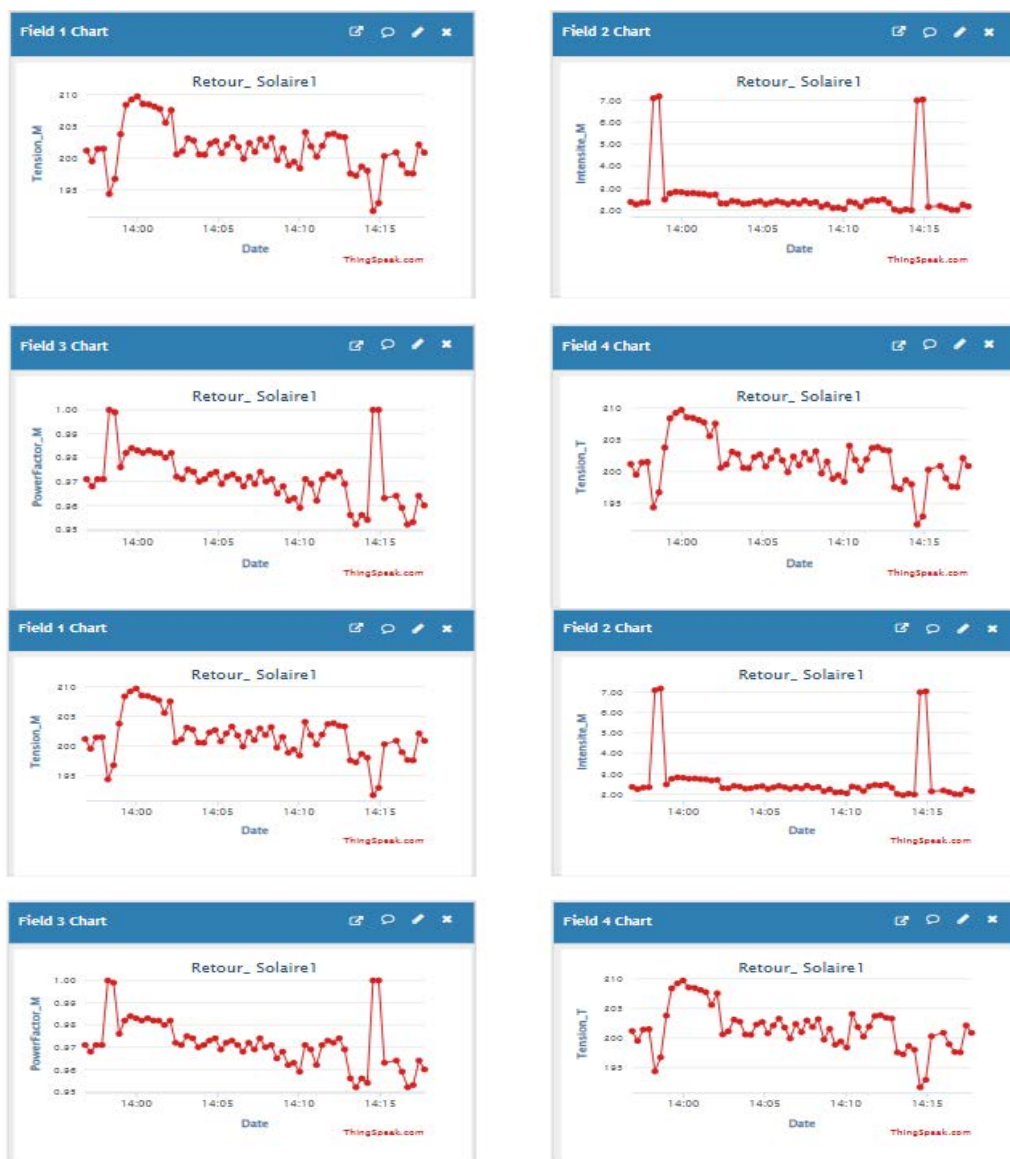 Field 1 Chart
Retour_ Solaire1
210
205
200
195
Tension_M
14:00 14:05 14:10 14:15
Date
ThingSpeak.com
Field 2 Chart
Retour_ Solaire1
7.00
6.00
5.00
4.00
3.00
2.00
Intensite_M
14:00 14:05 14:10 14:15
Date
ThingSpeak.com
Field 3 Chart
Retour_ Solaire1
1.00
0.99
0.98
0.97
0.96
0.95
PowerFactor_M
14:00 14:05 14:10 14:15
Date
ThingSpeak.com
Field 4 Chart
Retour_ Solaire1
210
205
200
195
Tension_T
14:00 14:05 14:10 14:15
Date
ThingSpeak.com
Field 1 Chart
Retour_ Solaire1
210
205
200
195
Tension_M
14:00 14:05 14:10 14:15
Date
ThingSpeak.com
Field 2 Chart
Retour_ Solaire1
7.00
6.00
5.00
4.00
3.00
2.00
Intensite_M
14:00 14:05 14:10 14:15
Date
ThingSpeak.com
Field 3 Chart
Retour_ Solaire1
1.00
0.99
0.98
0.97
0.96
0.95
PowerFactor_M
14:00 14:05 14:10 14:15
Date
ThingSpeak.com
Field 4 Chart
Retour_ Solaire1
210
205
200
195
Tension_T
14:00 14:05 14:10 14:15
Date
ThingSpeak.com